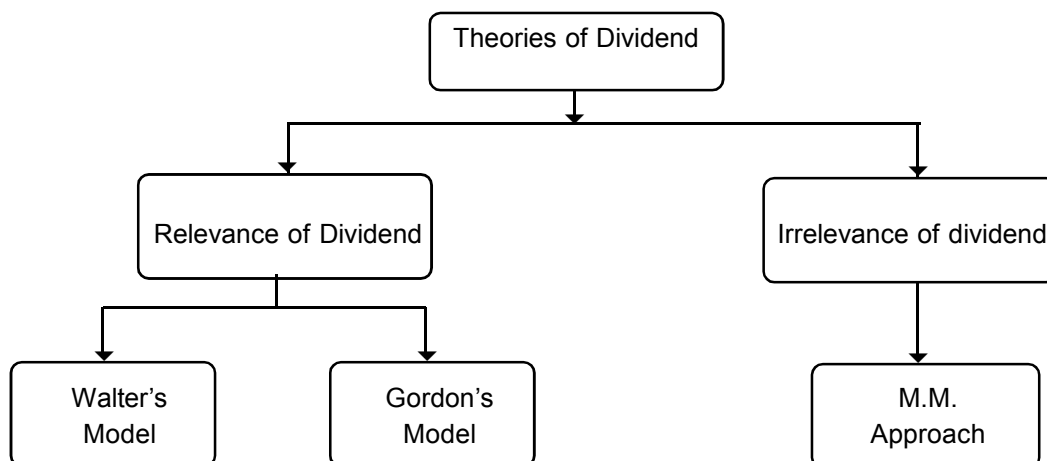 Theories of Dividend
Relevance of Dividend
Irrelevance of dividend
Walter’s
Model
Gordon’s
Model
M.M.
Approach